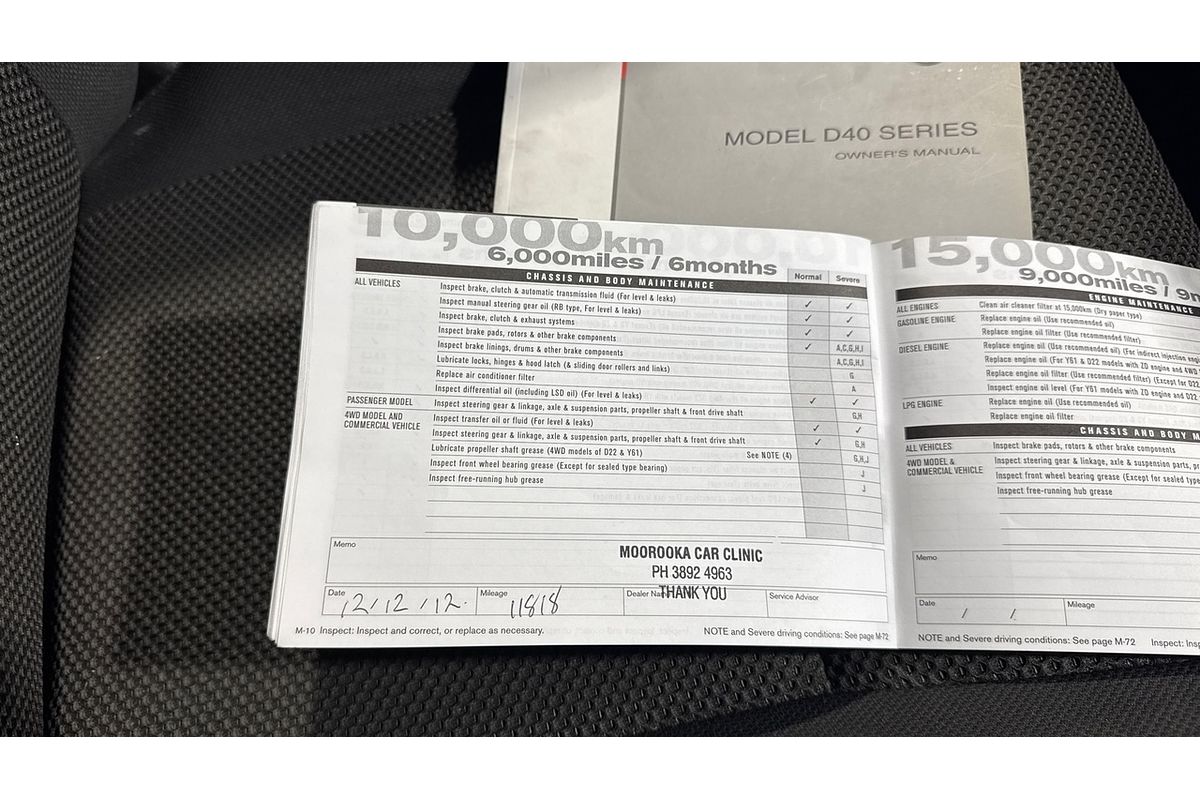 MODEL D40 SERIES
OWNER'S MANUAL
10,000km
6,000miles / 6months
CHASSIS AND BODY MAINTENANCE Normal Severe
ALL VEHICLES Inspect brake, clutch & automatic transmission fluid (For level & leaks) ✓ ✓
Inspect manual steering gear oil (RB type, For level & leaks) ✓ ✓
Inspect brake, clutch & exhaust systems ✓ ✓
Inspect brake pads, rotors & other brake components ✓ A,C,G,H,I
Inspect brake linings, drums & other brake components A,C,G,H,I
Lubricate locks, hinges & hood latch (& sliding door rollers and links) G
Replace air conditioner filter A
Inspect differential oil (including LSD oil) (For level & leaks) ✓ ✓
PASSENGER MODEL Inspect steering gear & linkage, axle & suspension parts, propeller shaft & front drive shaft G,H
4WD MODEL AND COMMERCIAL VEHICLE Inspect transfer oil or fluid (For level & leaks) ✓ ✓
Inspect steering gear & linkage, axle & suspension parts, propeller shaft & front drive shaft ✓ G,H
Lubricate propeller shaft grease (4WD models of D22 & Y61) See NOTE (4) G,H,J
Inspect front wheel bearing grease (Except for sealed type bearing) J
Inspect free-running hub grease J
Memo
MOOROOKA CAR CLINIC
PH 3892 4963
THANK YOU
Date 12/12/12. Mileage 11818 Dealer Service Advisor
M-10 Inspect: Inspect and correct, or replace as necessary. NOTE and Severe driving conditions: See page M-72
15,000km
9,000miles /
ENGINE MAINTENANCE
ALL ENGINES Clean air cleaner filter at 15,000km (Dry paper type)
GASOLINE ENGINE Replace engine oil (Use recommended oil)
Replace engine oil filter (Use recommended filter)
DIESEL ENGINE Replace engine oil (Use recommended oil) (For indirect injection
Replace engine oil (For Y61 & D22 models with ZD engine and 4WD
Replace engine oil filter (Use recommended filter) (Except for D22
Inspect engine oil level (For Y61 models with ZD engine and D22
LPG ENGINE Replace engine oil (Use recommended oil)
Replace engine oil filter
CHASSIS AND BODY
ALL VEHICLES Inspect brake pads, rotors & other brake components
4WD MODEL & COMMERCIAL VEHICLE Inspect steering gear & linkage, axle & suspension parts,
Inspect front wheel bearing grease (Except for sealed type
Inspect free-running hub grease
Memo
Date / / Mileage
NOTE and Severe driving conditions: See page M-72 Inspect: